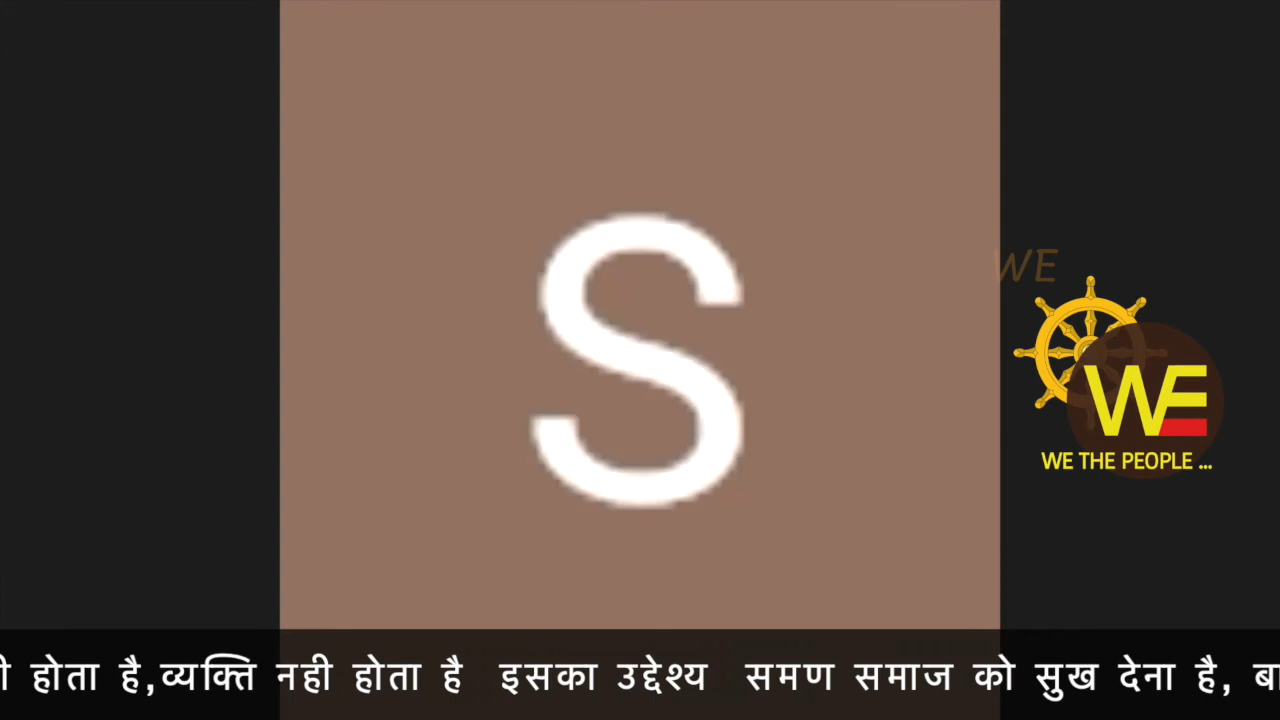 S
WE
WE
WE THE PEOPLE ...
होता है,व्यक्ति नही होता है इसका उद्देश्य समण समाज को सुख देना है,